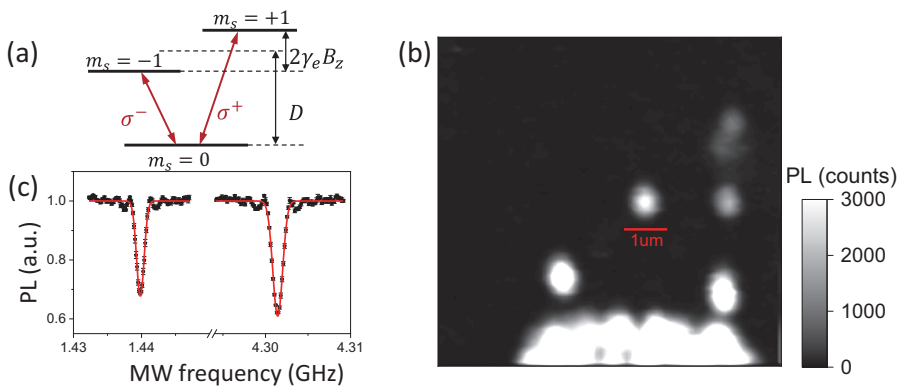 (a)
m_s = +1
m_s = −1
2γ_eB_z
D
σ⁻
σ⁺
m_s = 0
(b)
1um
PL (counts)
3000
2000
1000
0
(c)
PL (a.u.)
1.0
0.8
0.6
1.43
1.44
4.30
4.31
MW frequency (GHz)